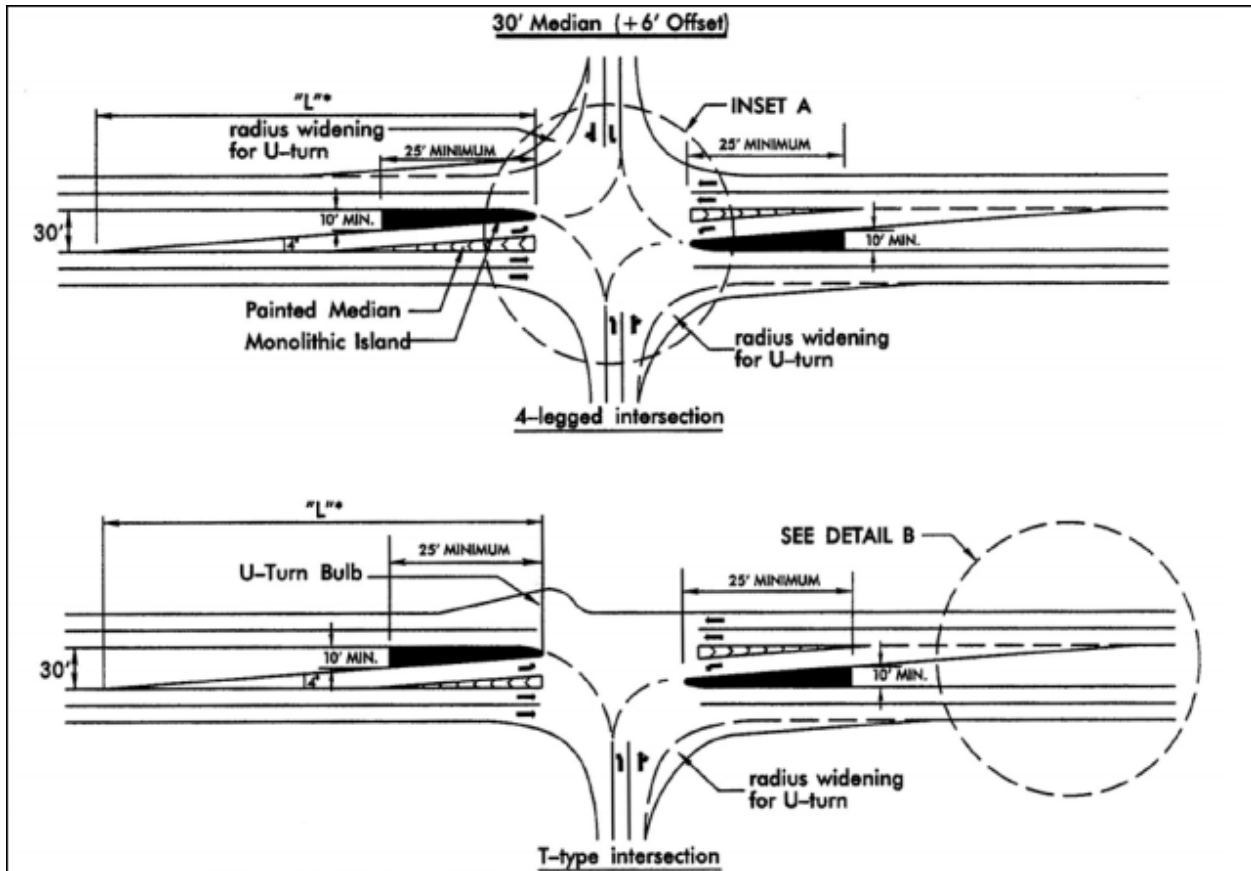 30' Median (+6' Offset)
"L"*
radius widening
for U-turn
INSET A
25' MINIMUM
25' MINIMUM
30'
10' MIN.
4°
10' MIN.
Painted Median
Monolithic Island
radius widening
for U-turn
4-legged intersection
"L"*
25' MINIMUM
U-Turn Bulb
SEE DETAIL B
25' MINIMUM
30'
10' MIN.
10' MIN.
radius widening
for U-turn
T-type intersection